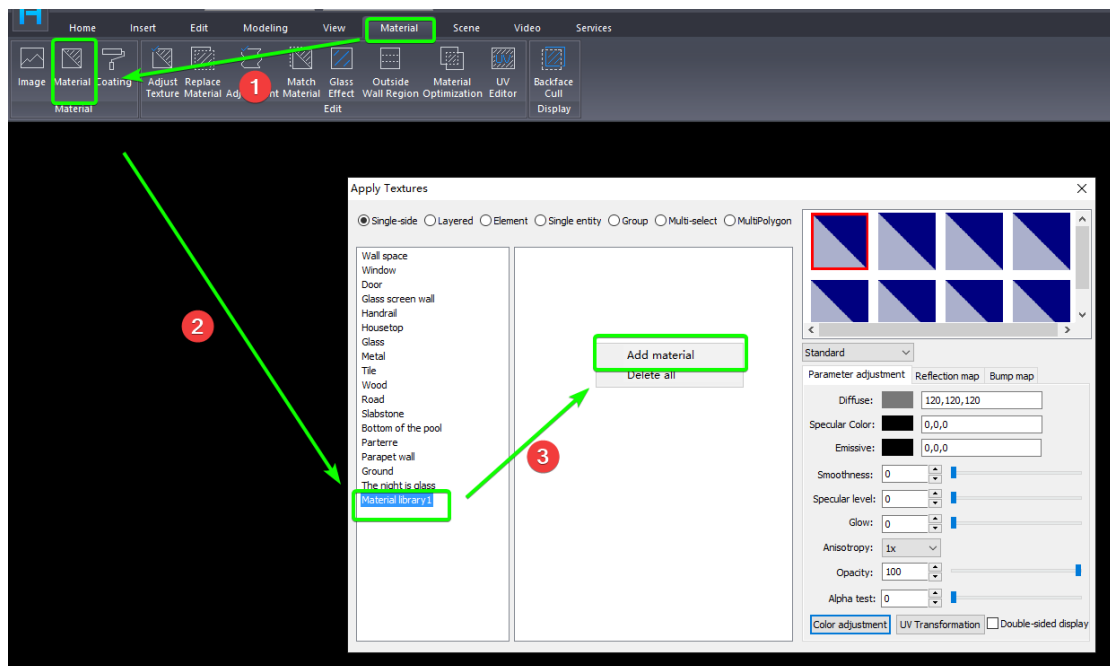 Home Insert Edit Modeling View Material Scene Video Services
Image Material Coating Adjust Replace Match Glass Outside Material UV Backface
Texture Material Material Effect Wall Region Optimization Editor Cull
Material Edit Display
1
Apply Textures
Single-side Layered Element Single entity Group Multi-select MultiPolygon
Wall space
Window
Door
Glass screen wall
Handrail
Housetop
Glass
Metal
Tile
Wood
Road
Slabstone
Bottom of the pool
Parterre
Parapet wall
Ground
The night is glass
Material library1
2
Add material
Delete all
3
Standard
Parameter adjustment Reflection map Bump map
Diffuse: 120,120,120
Specular Color: 0,0,0
Emissive: 0,0,0
Smoothness: 0
Specular level: 0
Glow: 0
Anisotropy: 1x
Opacity: 100
Alpha test: 0
Color adjustment UV Transformation Double-sided display